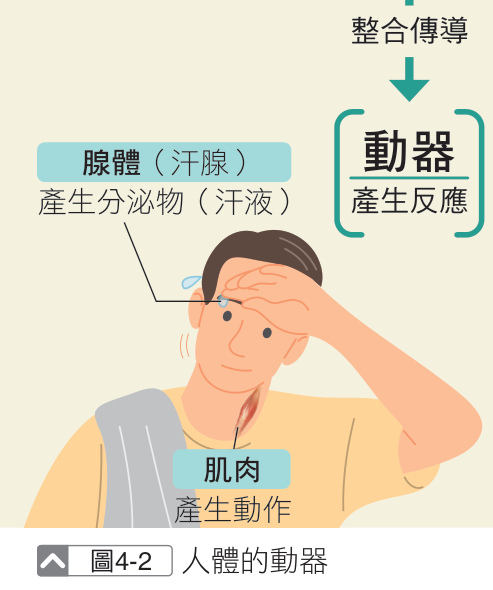 整合傳導
動器
產生反應
腺體（汗腺）
產生分泌物（汗液）
肌肉
產生動作
圖4-2 人體的動器